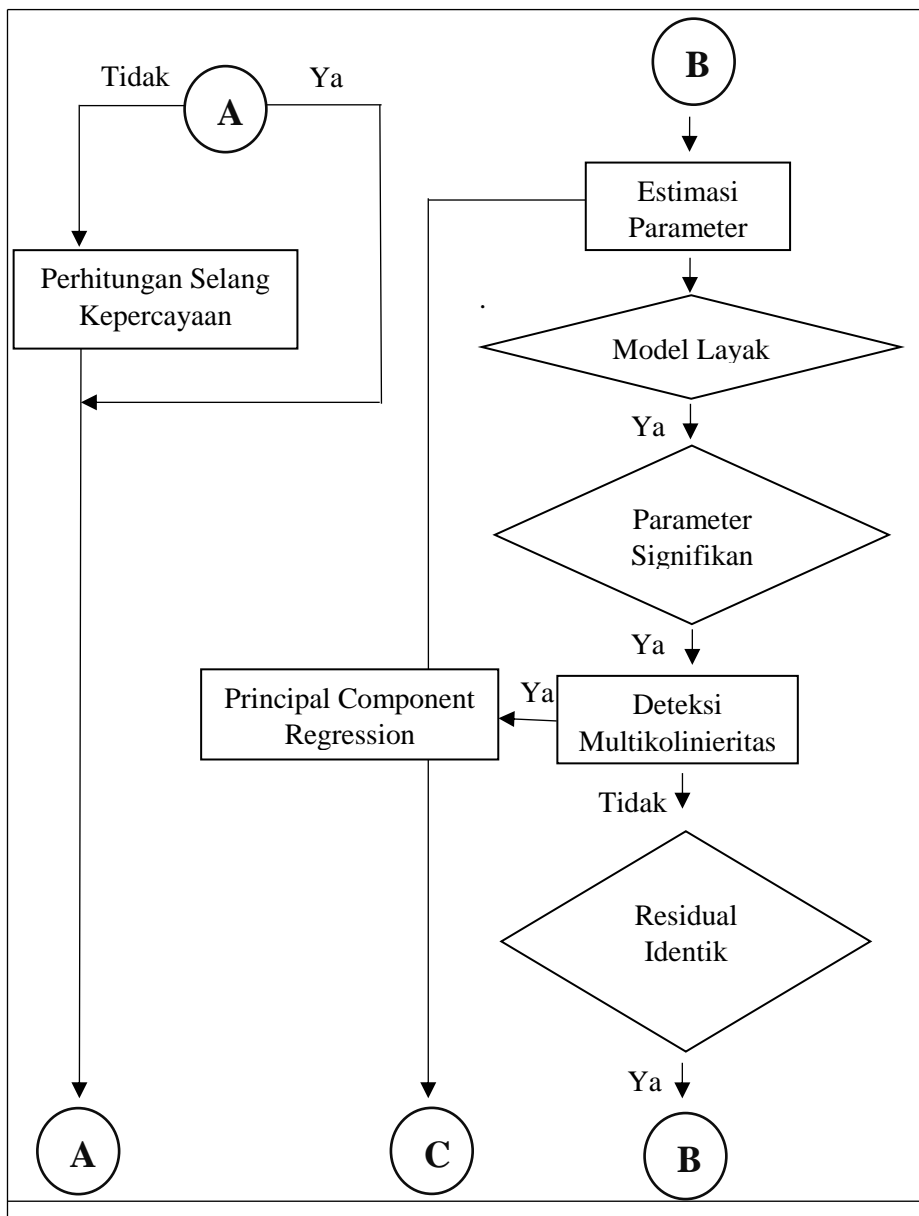 Tidak
A
Ya
Perhitungan Selang
Kepercayaan
B
Estimasi
Parameter
.
Model Layak
Ya
Parameter
Signifikan
Ya
Deteksi
Multikolinieritas
Ya
Principal Component
Regression
Tidak
Residual
Identik
Ya
A
C
B